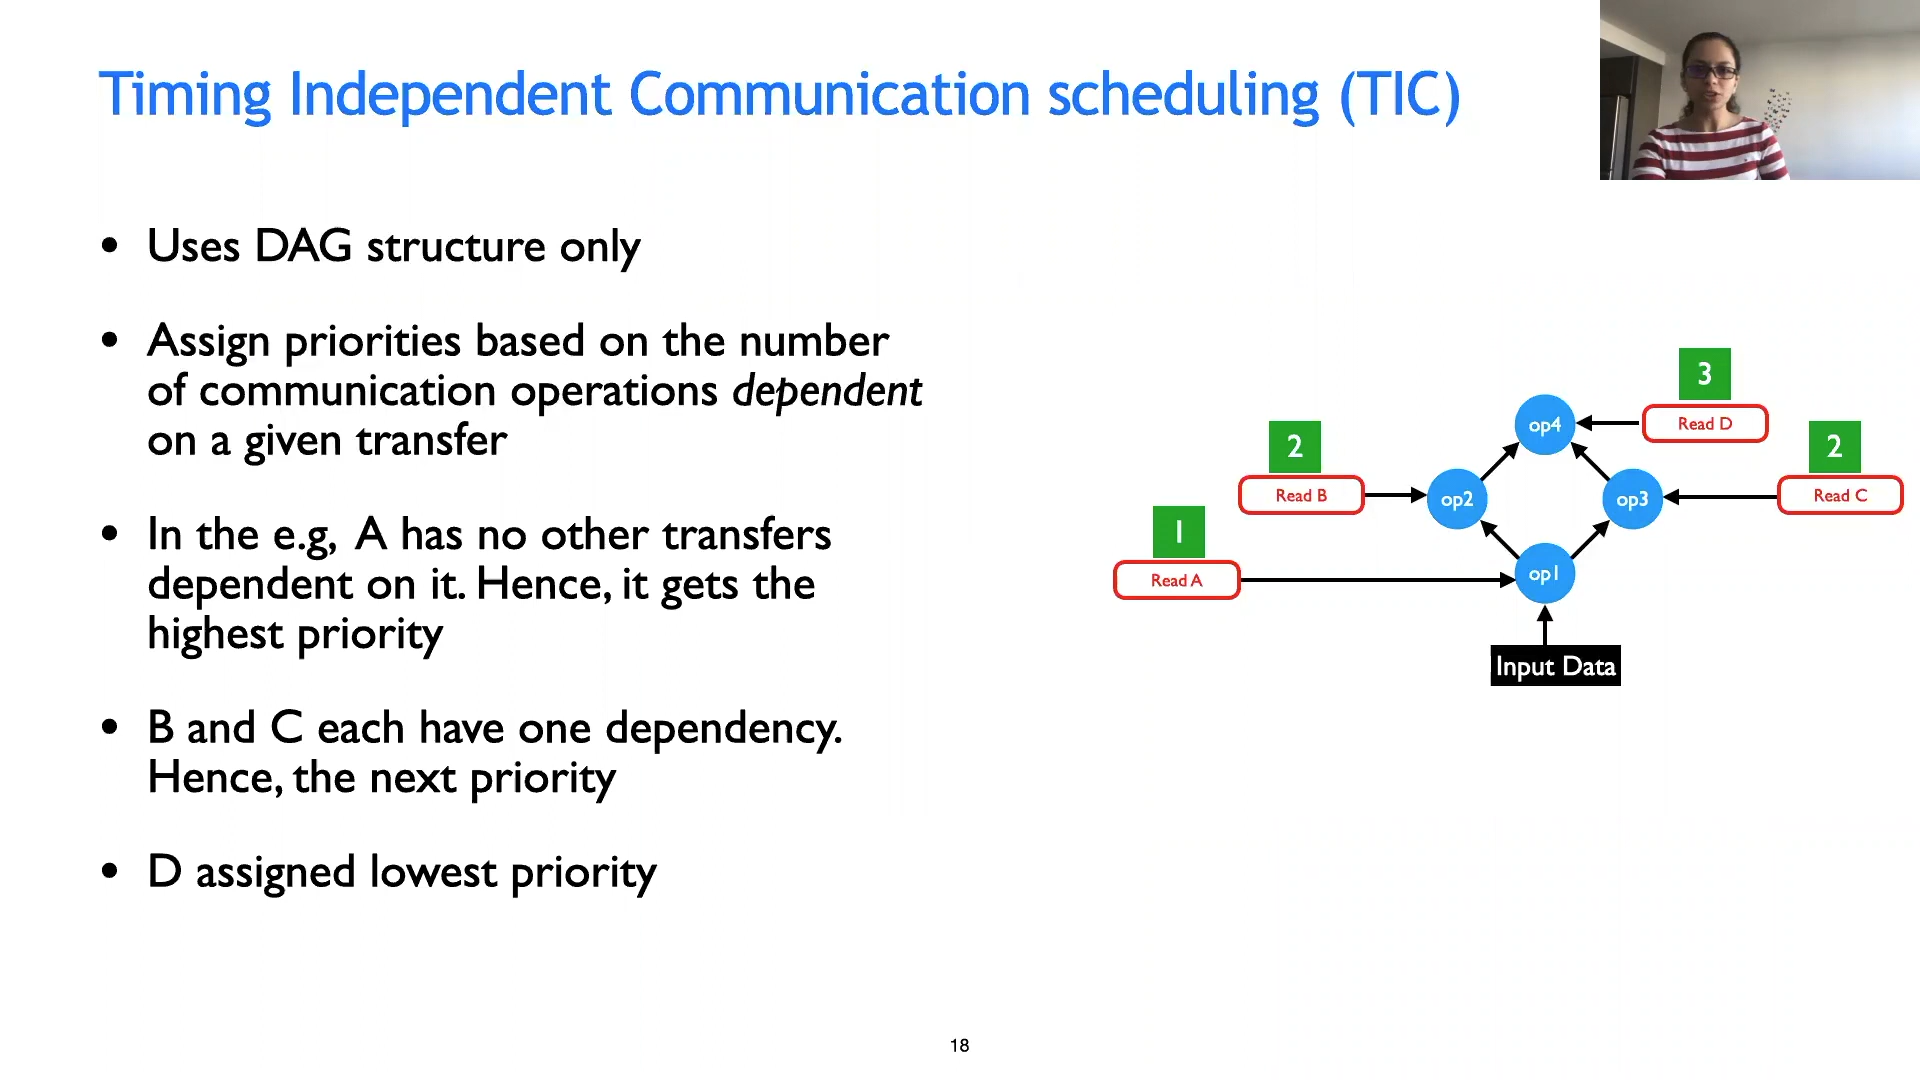 Timing Independent Communication scheduling (TIC)
• Uses DAG structure only
• Assign priorities based on the number
of communication operations dependent
on a given transfer
• In the e.g, A has no other transfers
dependent on it. Hence, it gets the
highest priority
• B and C each have one dependency.
Hence, the next priority
• D assigned lowest priority
3
Read D
op4
2
Read B
op2
op3
2
Read C
1
Read A
op1
Input Data
18